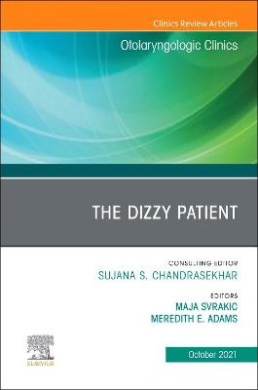 Clinics Review Articles
Otolaryngologic Clinics
THE DIZZY PATIENT
CONSULTING EDITOR
SUJANA S. CHANDRASEKHAR
EDITORS
MAJA SVRAKIC
MEREDITH E. ADAMS
ELSEVIER
October 2021